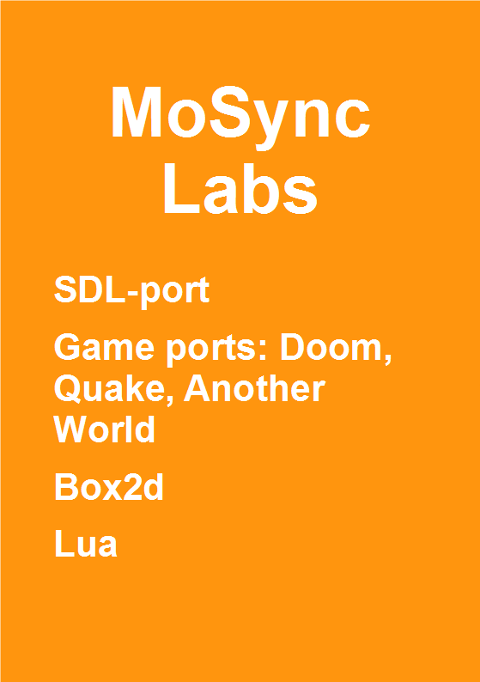 MoSync
Labs
SDL-port
Game ports: Doom,
Quake, Another
World
Box2d
Lua